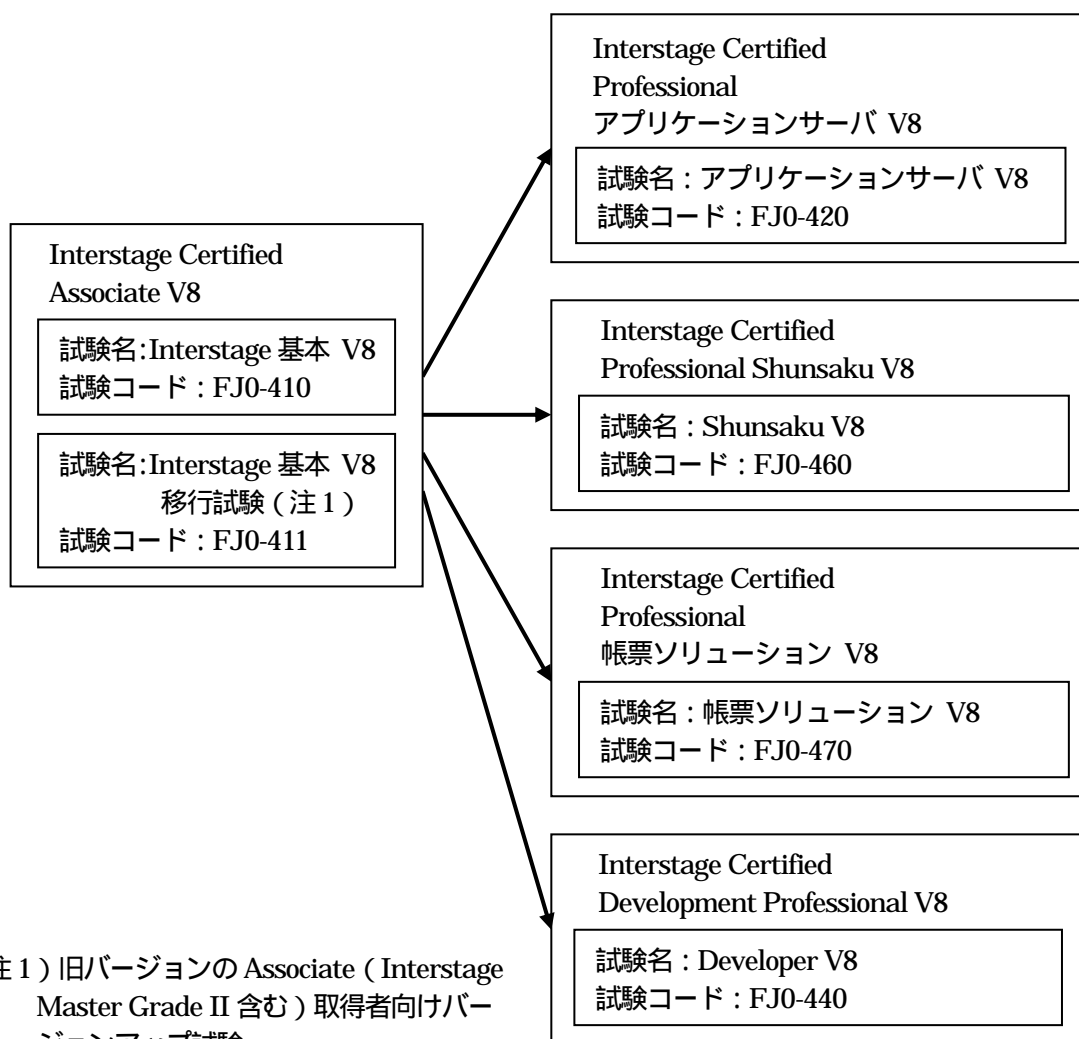 Interstage Certified
Professional
アプリケーションサーバ V8
試験名：アプリケーションサーバ V8
試験コード：FJ0-420
Interstage Certified
Associate V8
試験名:Interstage 基本 V8
試験コード：FJ0-410
試験名:Interstage 基本 V8
移行試験（注１）
試験コード：FJ0-411
Interstage Certified
Professional Shunsaku V8
試験名：Shunsaku V8
試験コード：FJ0-460
Interstage Certified
Professional
帳票ソリューション V8
試験名：帳票ソリューション V8
試験コード：FJ0-470
Interstage Certified
Development Professional V8
試験名：Developer V8
試験コード：FJ0-440
注１）旧バージョンの Associate（Interstage
Master Grade II 含む）取得者向けバー